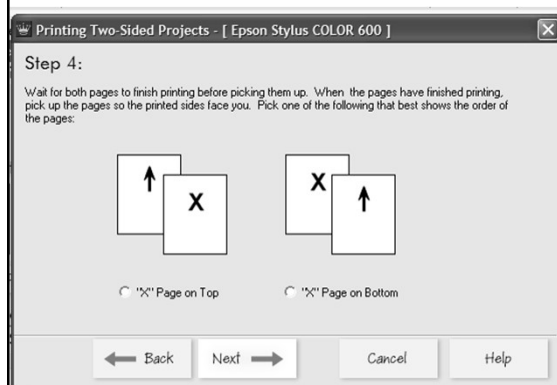 Printing Two-Sided Projects - [ Epson Stylus COLOR 600 ]
Step 4:
Wait for both pages to finish printing before picking them up. When the pages have finished printing,
pick up the pages so the printed sides face you. Pick one of the following that best shows the order of
the pages:
X X
"X" Page on Top "X" Page on Bottom
Back Next Cancel Help